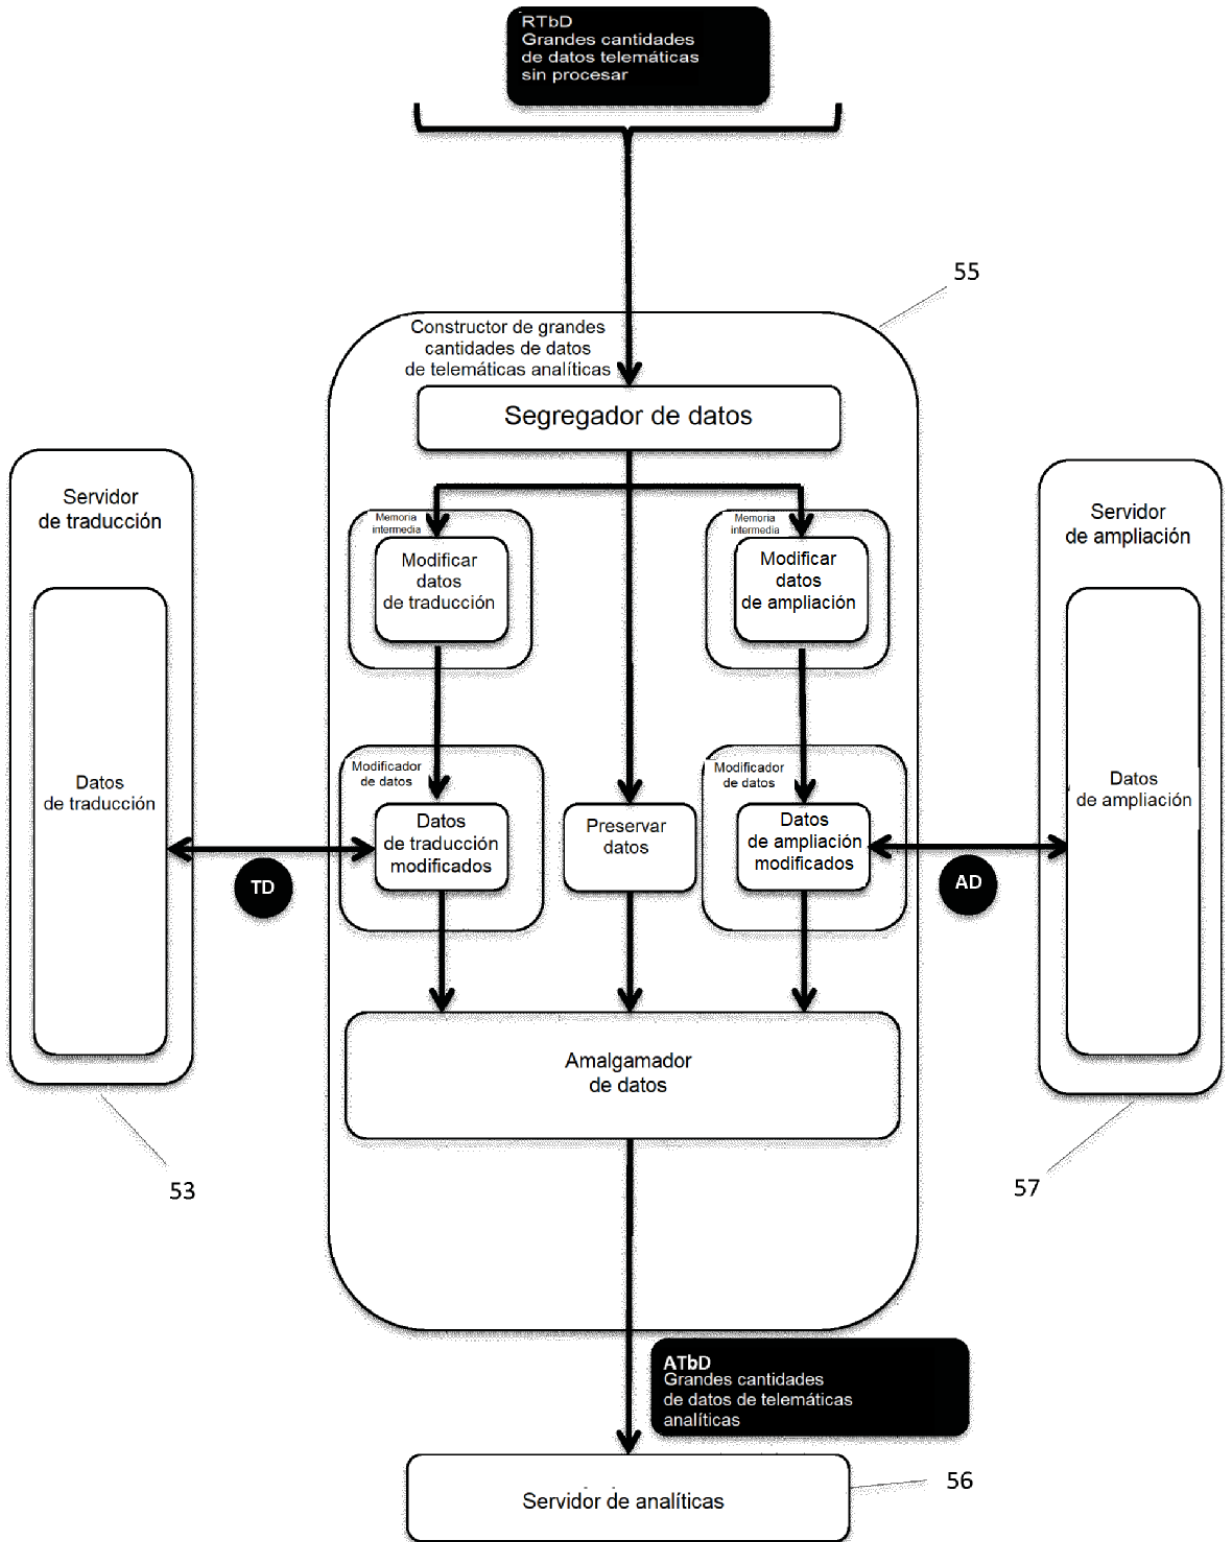 RTbD
Grandes cantidades
de datos telemáticas
sin procesar
55
Constructor de grandes
cantidades de datos
de telemáticas analíticas
Segregador de datos
Servidor
de traducción
Memoria
intermedia
Modificar
datos
de traducción
Memoria
intermedia
Modificar
datos
de ampliación
Servidor
de ampliación
Datos
de traducción
Modificador
de datos
Datos
de traducción
modificados
Preservar
datos
Modificador
de datos
Datos
de ampliación
modificados
Datos
de ampliación
TD
AD
Amalgamador
de datos
53
57
ATbD
Grandes cantidades
de datos de telemáticas
analíticas
Servidor de analíticas
56